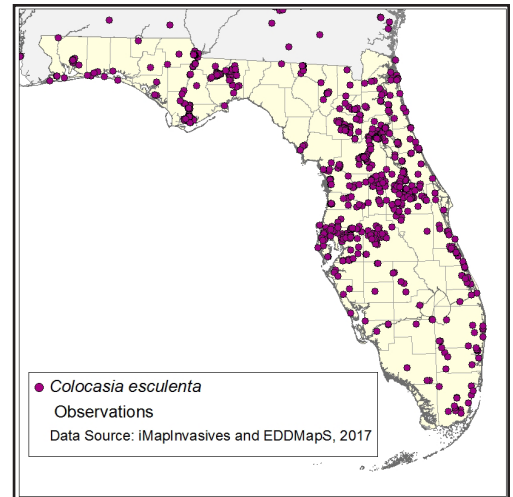 Colocasia esculenta
Observations
Data Source: iMapInvasives and EDDMapS, 2017